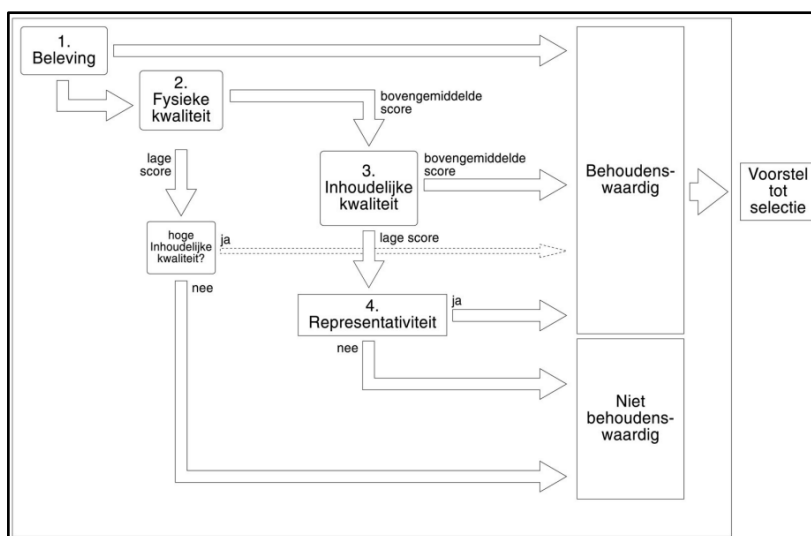 1.
Beleving
2.
Fysieke
kwaliteit
bovengemiddelde
score
lage
score
3.
Inhoudelijke
kwaliteit
bovengemiddelde
score
Behoudens-
waardig
Voorstel
tot
selectie
hoge
Inhoudelijke
kwaliteit?
ja
nee
lage score
4.
Representativiteit
ja
nee
Niet
behoudens-
waardig